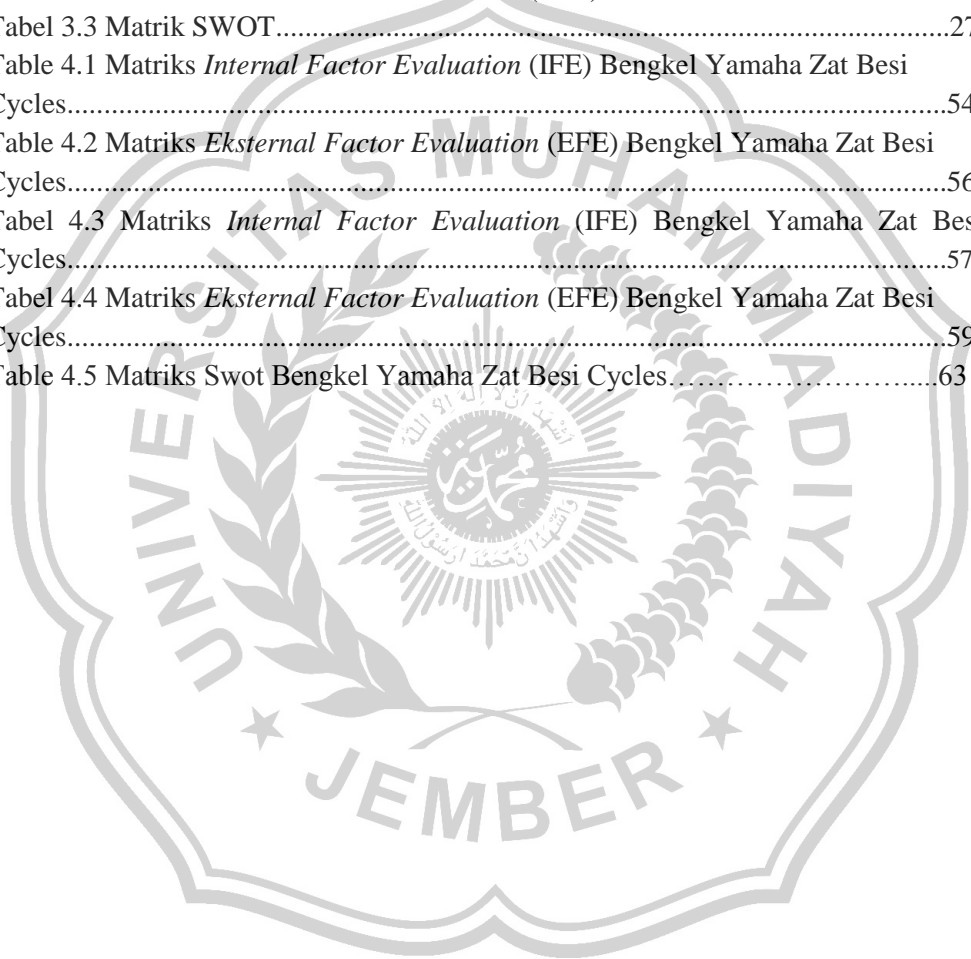 Tabel 3.3 Matrik SWOT....................................................................................27
Table 4.1 Matriks Internal Factor Evaluation (IFE) Bengkel Yamaha Zat Besi
Cycles..............................................................................................................54
Table 4.2 Matriks Eksternal Factor Evaluation (EFE) Bengkel Yamaha Zat Besi
Cycles..............................................................................................................56
Tabel 4.3 Matriks Internal Factor Evaluation (IFE) Bengkel Yamaha Zat Besi
Cycles..............................................................................................................57
Tabel 4.4 Matriks Eksternal Factor Evaluation (EFE) Bengkel Yamaha Zat Besi
Cycles..............................................................................................................59
Table 4.5 Matriks Swot Bengkel Yamaha Zat Besi Cycles…………………….....63
UNIVERSITAS MUHAMMADIYAH
JEMBER